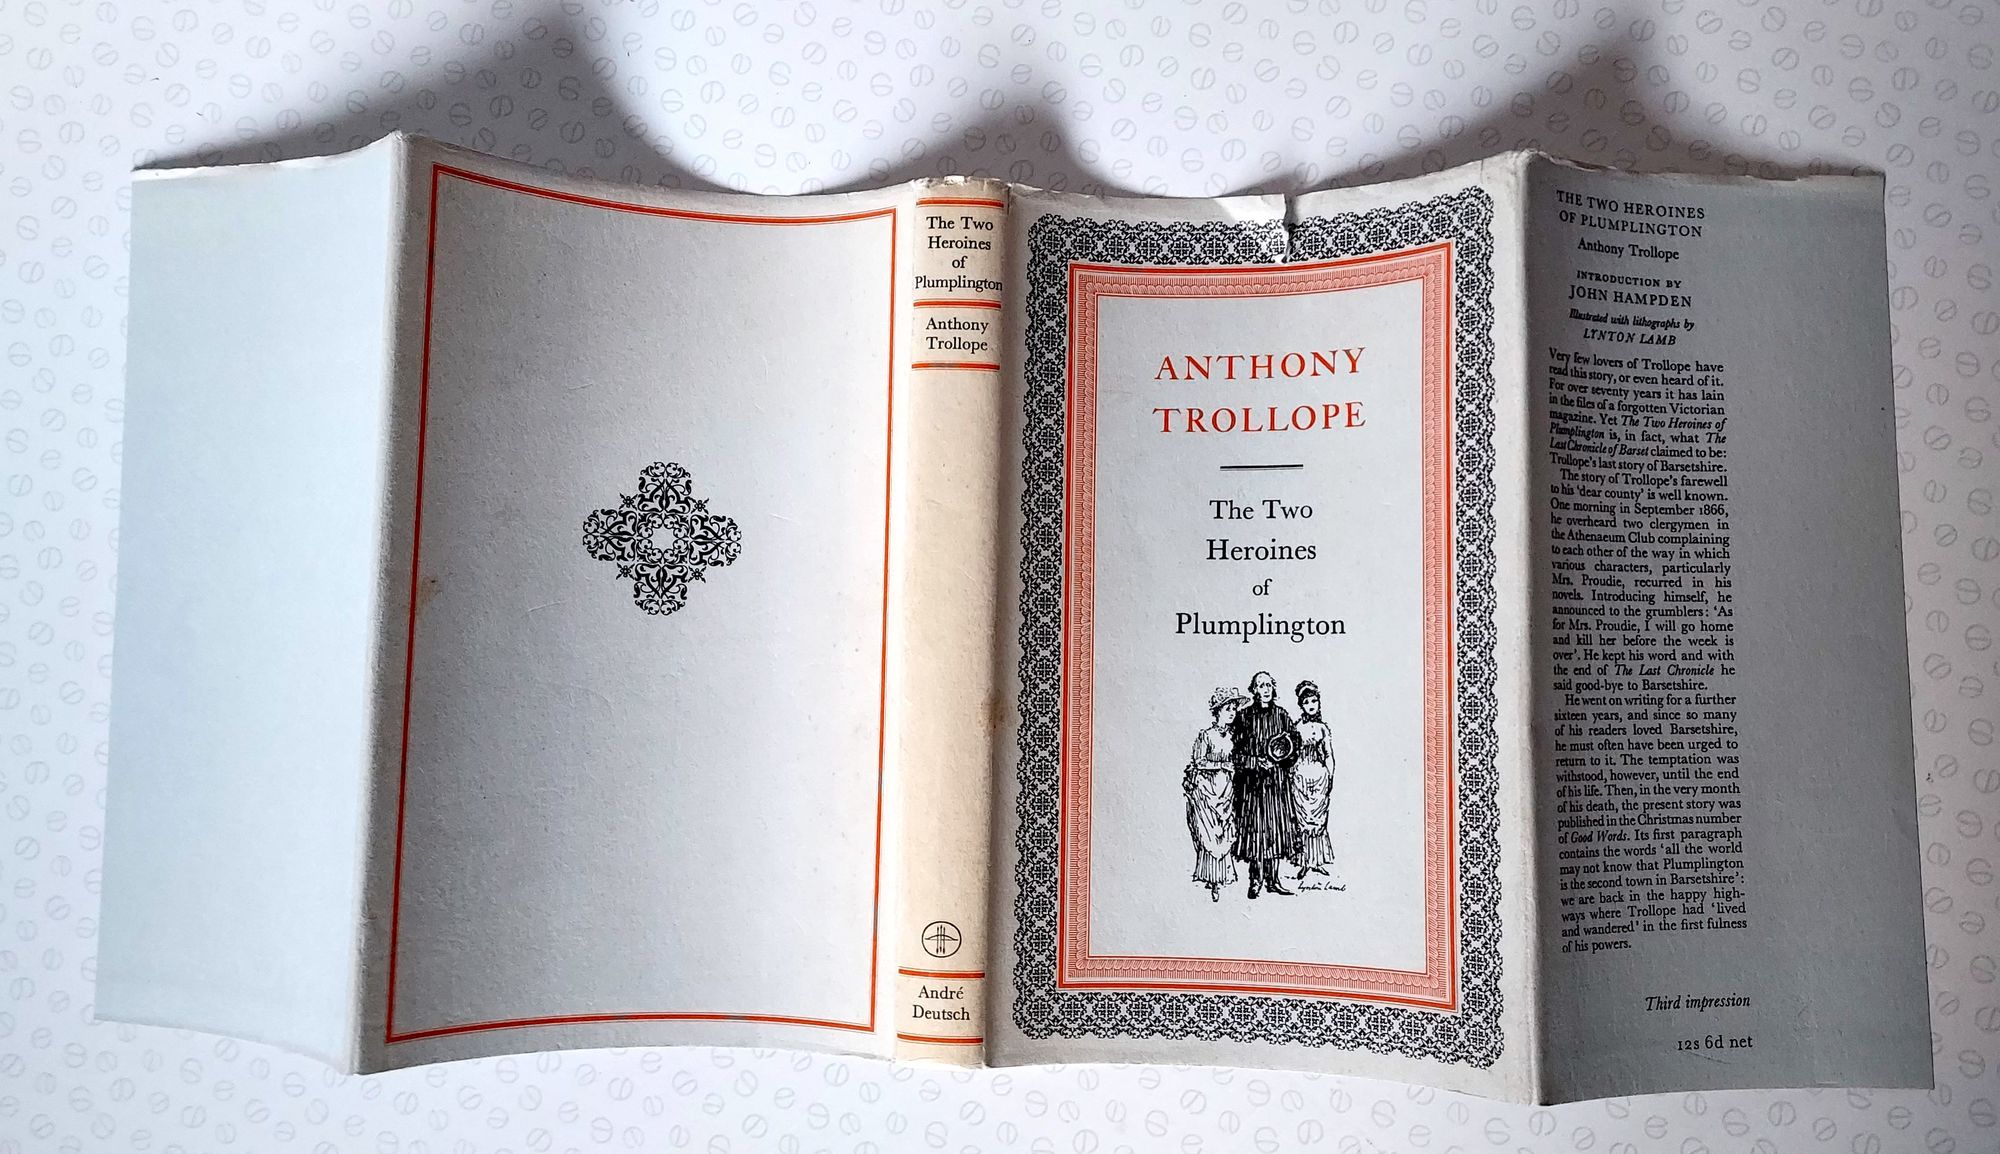 The Two
Heroines
of
Plumplington
Anthony
Trollope
André
Deutsch
ANTHONY
TROLLOPE
The Two
Heroines
of
Plumplington
Lynton Lamb
THE TWO HEROINES
OF PLUMPLINGTON
Anthony Trollope
INTRODUCTION BY
JOHN HAMPDEN
Illustrated with lithographs by
LYNTON LAMB
Very few lovers of Trollope have
read this story, or even heard of it.
For over seventy years it has lain
in the files of a forgotten Victorian
magazine. Yet The Two Heroines of
Plumplington is, in fact, what The
Last Chronicle of Barset claimed to be:
Trollope's last story of Barsetshire.
The story of Trollope's farewell
to his 'dear county' is well known.
One morning in September 1866,
he overheard two clergymen in
the Athenaeum Club complaining
to each other of the way in which
various characters, particularly
Mrs. Proudie, recurred in his
novels. Introducing himself, he
announced to the grumblers: 'As
for Mrs. Proudie, I will go home
and kill her before the week is
over'. He kept his word and with
the end of The Last Chronicle he
said good-bye to Barsetshire.
He went on writing for a further
sixteen years, and since so many
of his readers loved Barsetshire,
he must often have been urged to
return to it. The temptation was
withstood, however, until the end
of his life. Then, in the very month
of his death, the present story was
published in the Christmas number
of Good Words. Its first paragraph
contains the words 'all the world
may not know that Plumplington
is the second town in Barsetshire':
we are back in the happy high-
ways where Trollope had 'lived
and wandered' in the first fulness
of his powers.
Third impression
12s 6d net